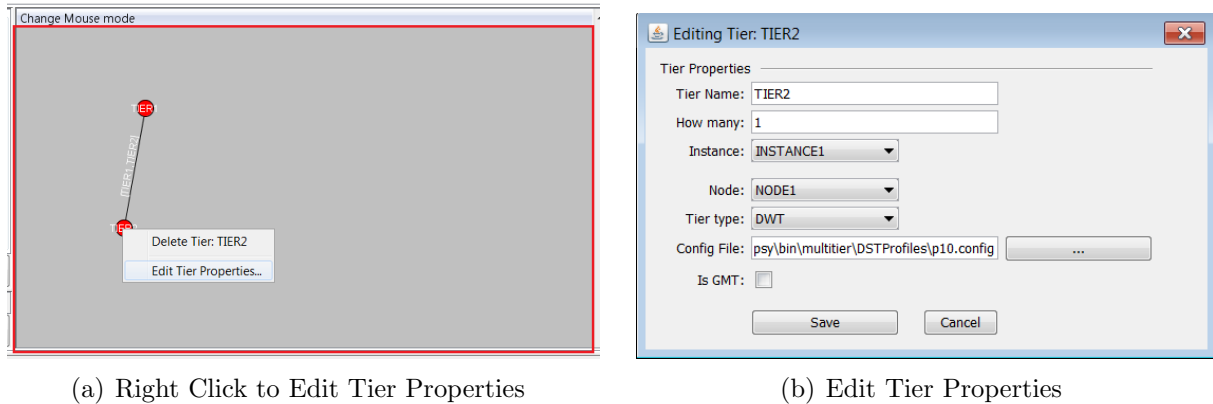 Change Mouse mode
TIER1
[TIER1,TIER2]
Delete Tier: TIER2
Edit Tier Properties...
(a) Right Click to Edit Tier Properties
Editing Tier: TIER2
Tier Properties
Tier Name: TIER2
How many: 1
Instance: INSTANCE1
Node: NODE1
Tier type: DWT
Config File: psy\bin\multitier\DSTProfiles\p10.config ...
Is GMT:
Save Cancel
(b) Edit Tier Properties